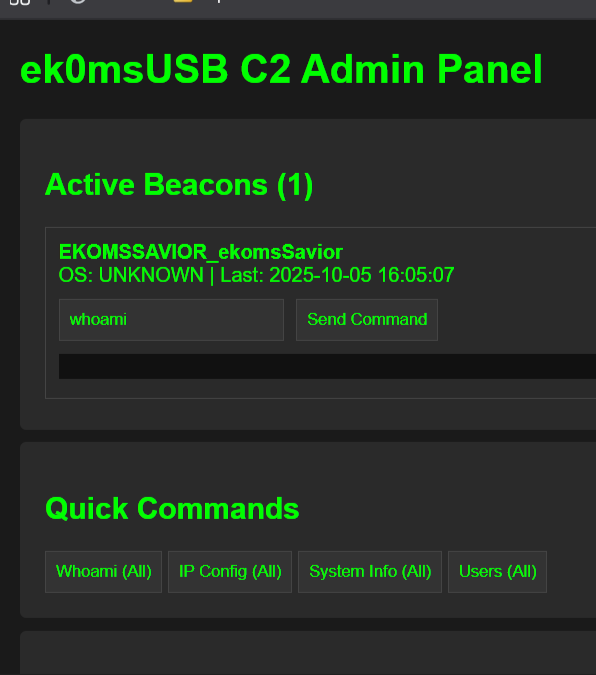 ek0msUSB C2 Admin Panel
Active Beacons (1)
EKOMSSAVIOR_ekomsSavior
OS: UNKNOWN | Last: 2025-10-05 16:05:07
whoami Send Command
Quick Commands
Whoami (All) IP Config (All) System Info (All) Users (All)